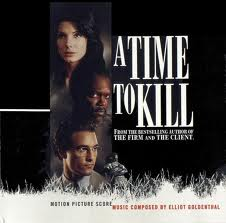 A TIME
TO KILL
FROM THE BESTSELLING AUTHOR OF
THE FIRM AND THE CLIENT.
MOTION PICTURE SCORE MUSIC COMPOSED BY ELLIOT GOLDENTHAL